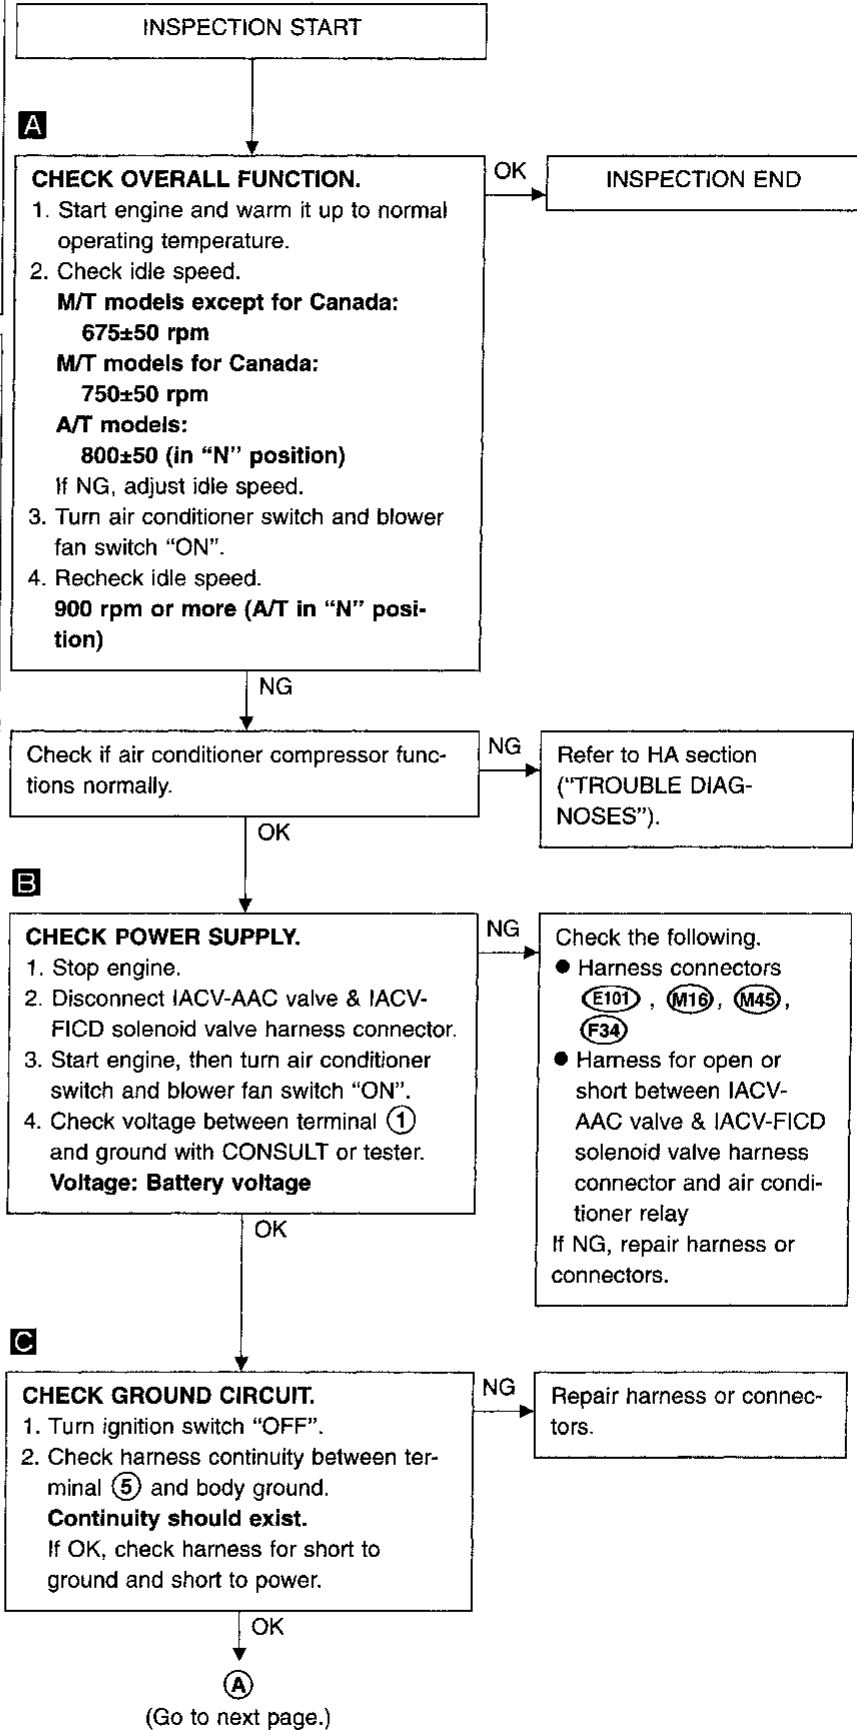 INSPECTION START
A
CHECK OVERALL FUNCTION.
1. Start engine and warm it up to normal
operating temperature.
2. Check idle speed.
M/T models except for Canada:
675±50 rpm
M/T models for Canada:
750±50 rpm
A/T models:
800±50 (in “N” position)
If NG, adjust idle speed.
3. Turn air conditioner switch and blower
fan switch “ON”.
4. Recheck idle speed.
900 rpm or more (A/T in “N” posi-
tion)
OK
INSPECTION END
NG
Check if air conditioner compressor func-
tions normally.
NG
Refer to HA section
(“TROUBLE DIAG-
NOSES”).
OK
B
CHECK POWER SUPPLY.
1. Stop engine.
2. Disconnect IACV-AAC valve & IACV-
FICD solenoid valve harness connector.
3. Start engine, then turn air conditioner
switch and blower fan switch “ON”.
4. Check voltage between terminal ①
and ground with CONSULT or tester.
Voltage: Battery voltage
NG
Check the following.
● Harness connectors
E101 , M16 , M45 ,
F34
● Harness for open or
short between IACV-
AAC valve & IACV-FICD
solenoid valve harness
connector and air condi-
tioner relay
If NG, repair harness or
connectors.
OK
C
CHECK GROUND CIRCUIT.
1. Turn ignition switch “OFF”.
2. Check harness continuity between ter-
minal ⑤ and body ground.
Continuity should exist.
If OK, check harness for short to
ground and short to power.
NG
Repair harness or connec-
tors.
OK
Ⓐ
(Go to next page.)